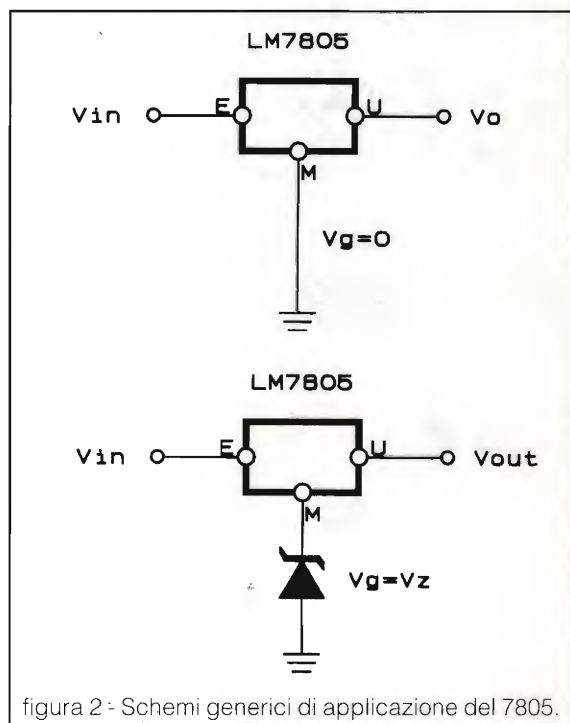 LM7805
Vin E U Vo
M
Vg=0
LM7805
Vin E U Vout
M
Vg=Vz
figura 2 - Schemi generici di applicazione del 7805.